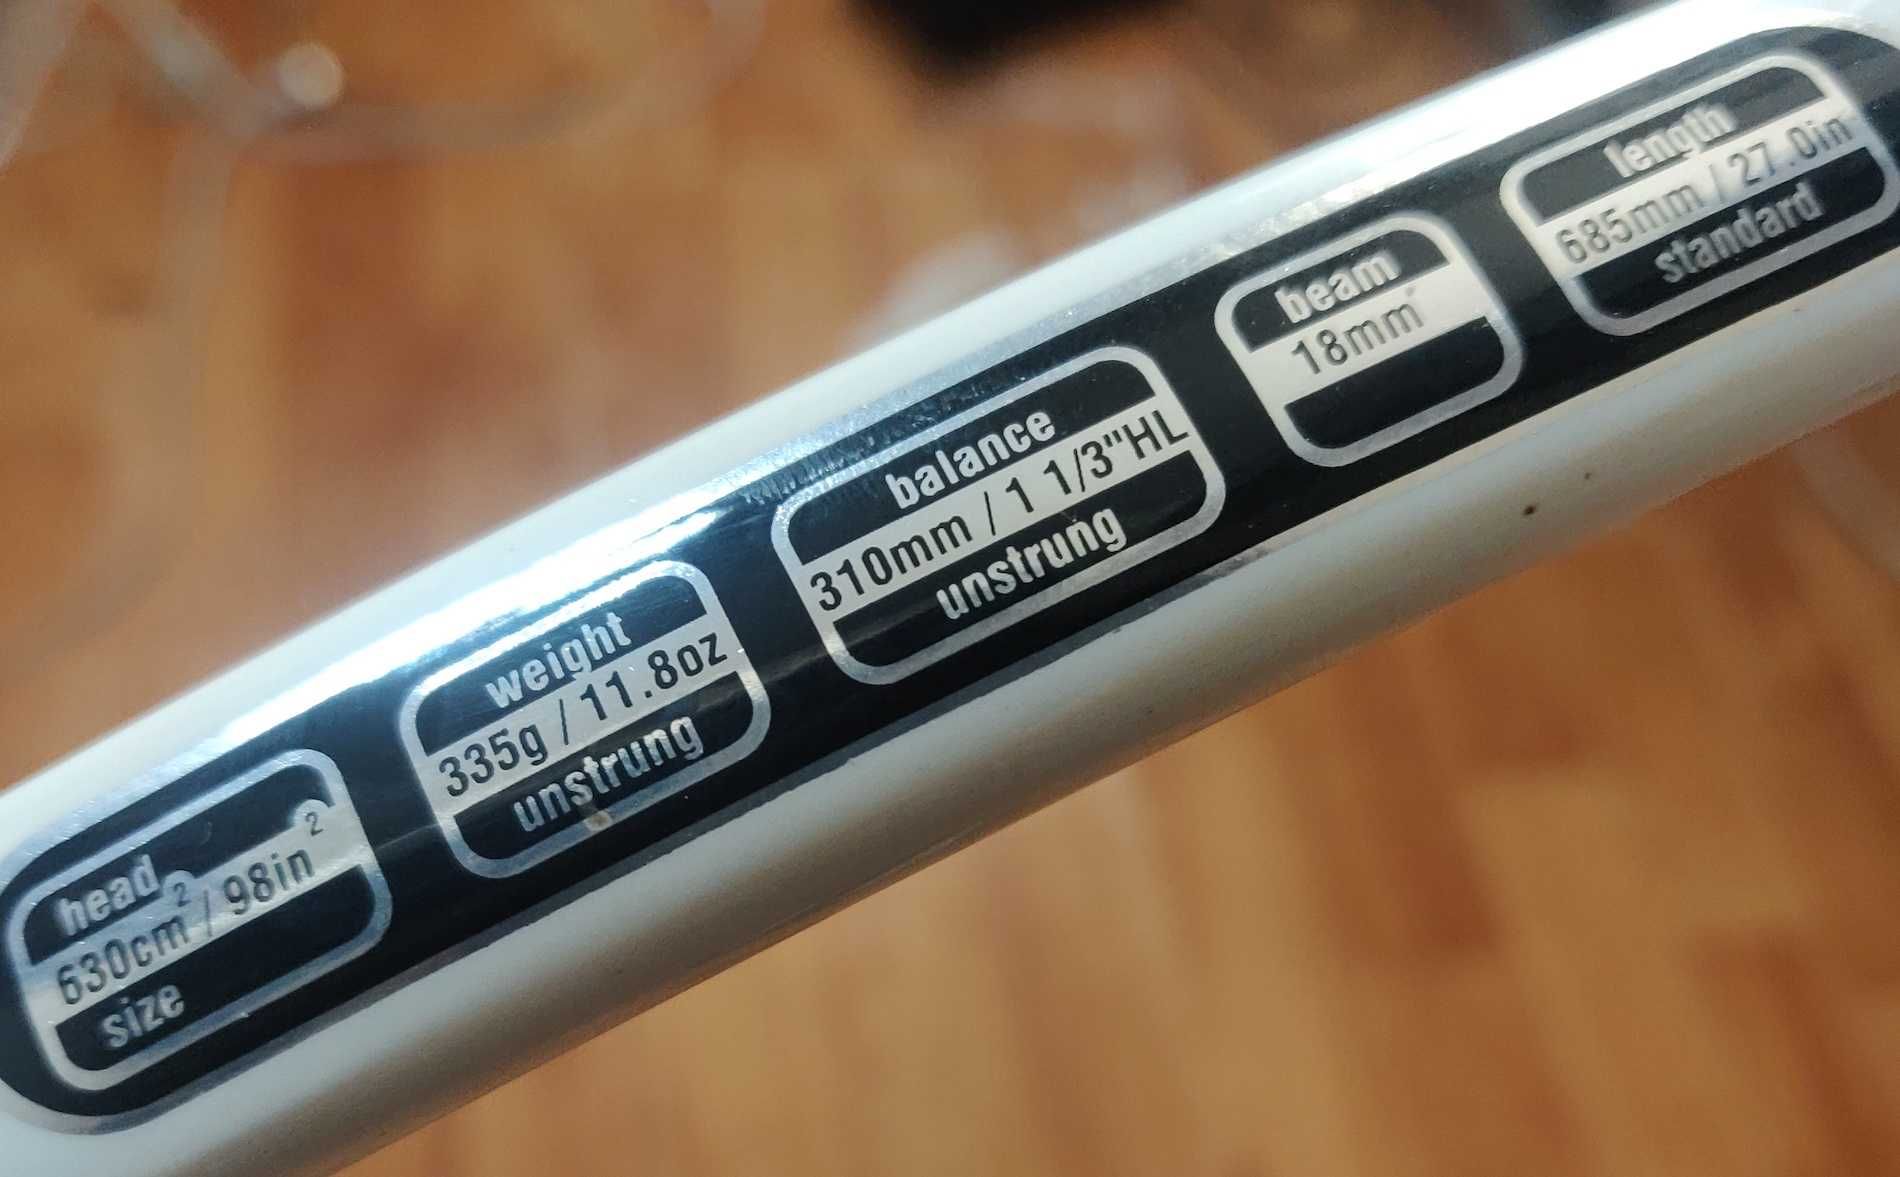 head
630cm² / 98in²
size
weight
335g / 11.8oz
unstrung
balance
310mm / 1 1/3"HL
unstrung
beam
18mm
length
685mm / 27.0in
standard